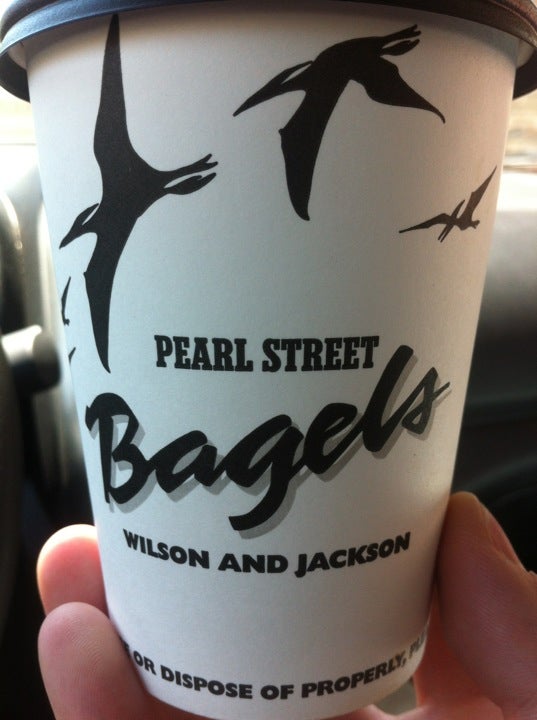 PEARL STREET
Bagels
WILSON AND JACKSON
OR DISPOSE OF PROPERLY,